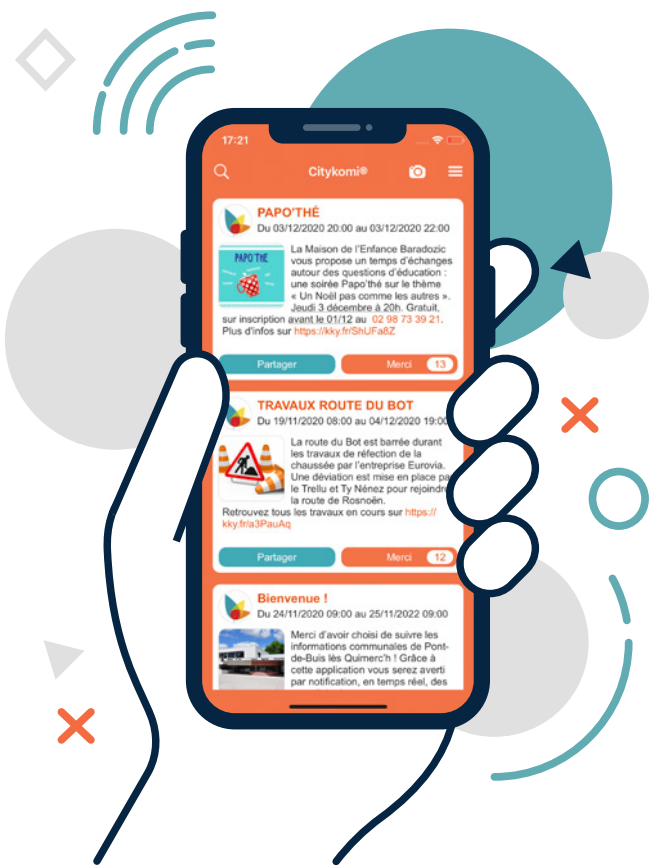 17:21
Citykomi®
PAPO'THÉ
Du 03/12/2020 20:00 au 03/12/2020 22:00
PAPO'THÉ
La Maison de l'Enfance Baradozic
vous propose un temps d'échanges
autour des questions d'éducation :
une soirée Papo'thé sur le thème
« Un Noël pas comme les autres ».
Jeudi 3 décembre à 20h. Gratuit,
sur inscription avant le 01/12 au 02 98 73 39 21.
Plus d'infos sur https://kky.fr/ShUFa8Z
Partager
Merci 13
TRAVAUX ROUTE DU BOT
Du 19/11/2020 08:00 au 04/12/2020 19:00
La route du Bot est barrée durant
les travaux de réfection de la
chaussée par l'entreprise Eurovia.
Une déviation est mise en place pa
le Trellu et Ty Nénez pour rejoindre
la route de Rosnoën.
Retrouvez tous les travaux en cours sur https://
kky.fr/a3PauAq
Partager
Merci 12
Bienvenue !
Du 24/11/2020 09:00 au 25/11/2022 09:00
Merci d'avoir choisi de suivre les
informations communales de Pont-
de-Buis lès Quimerc'h ! Grâce à
cette application vous serez averti
par notification, en temps réel, des